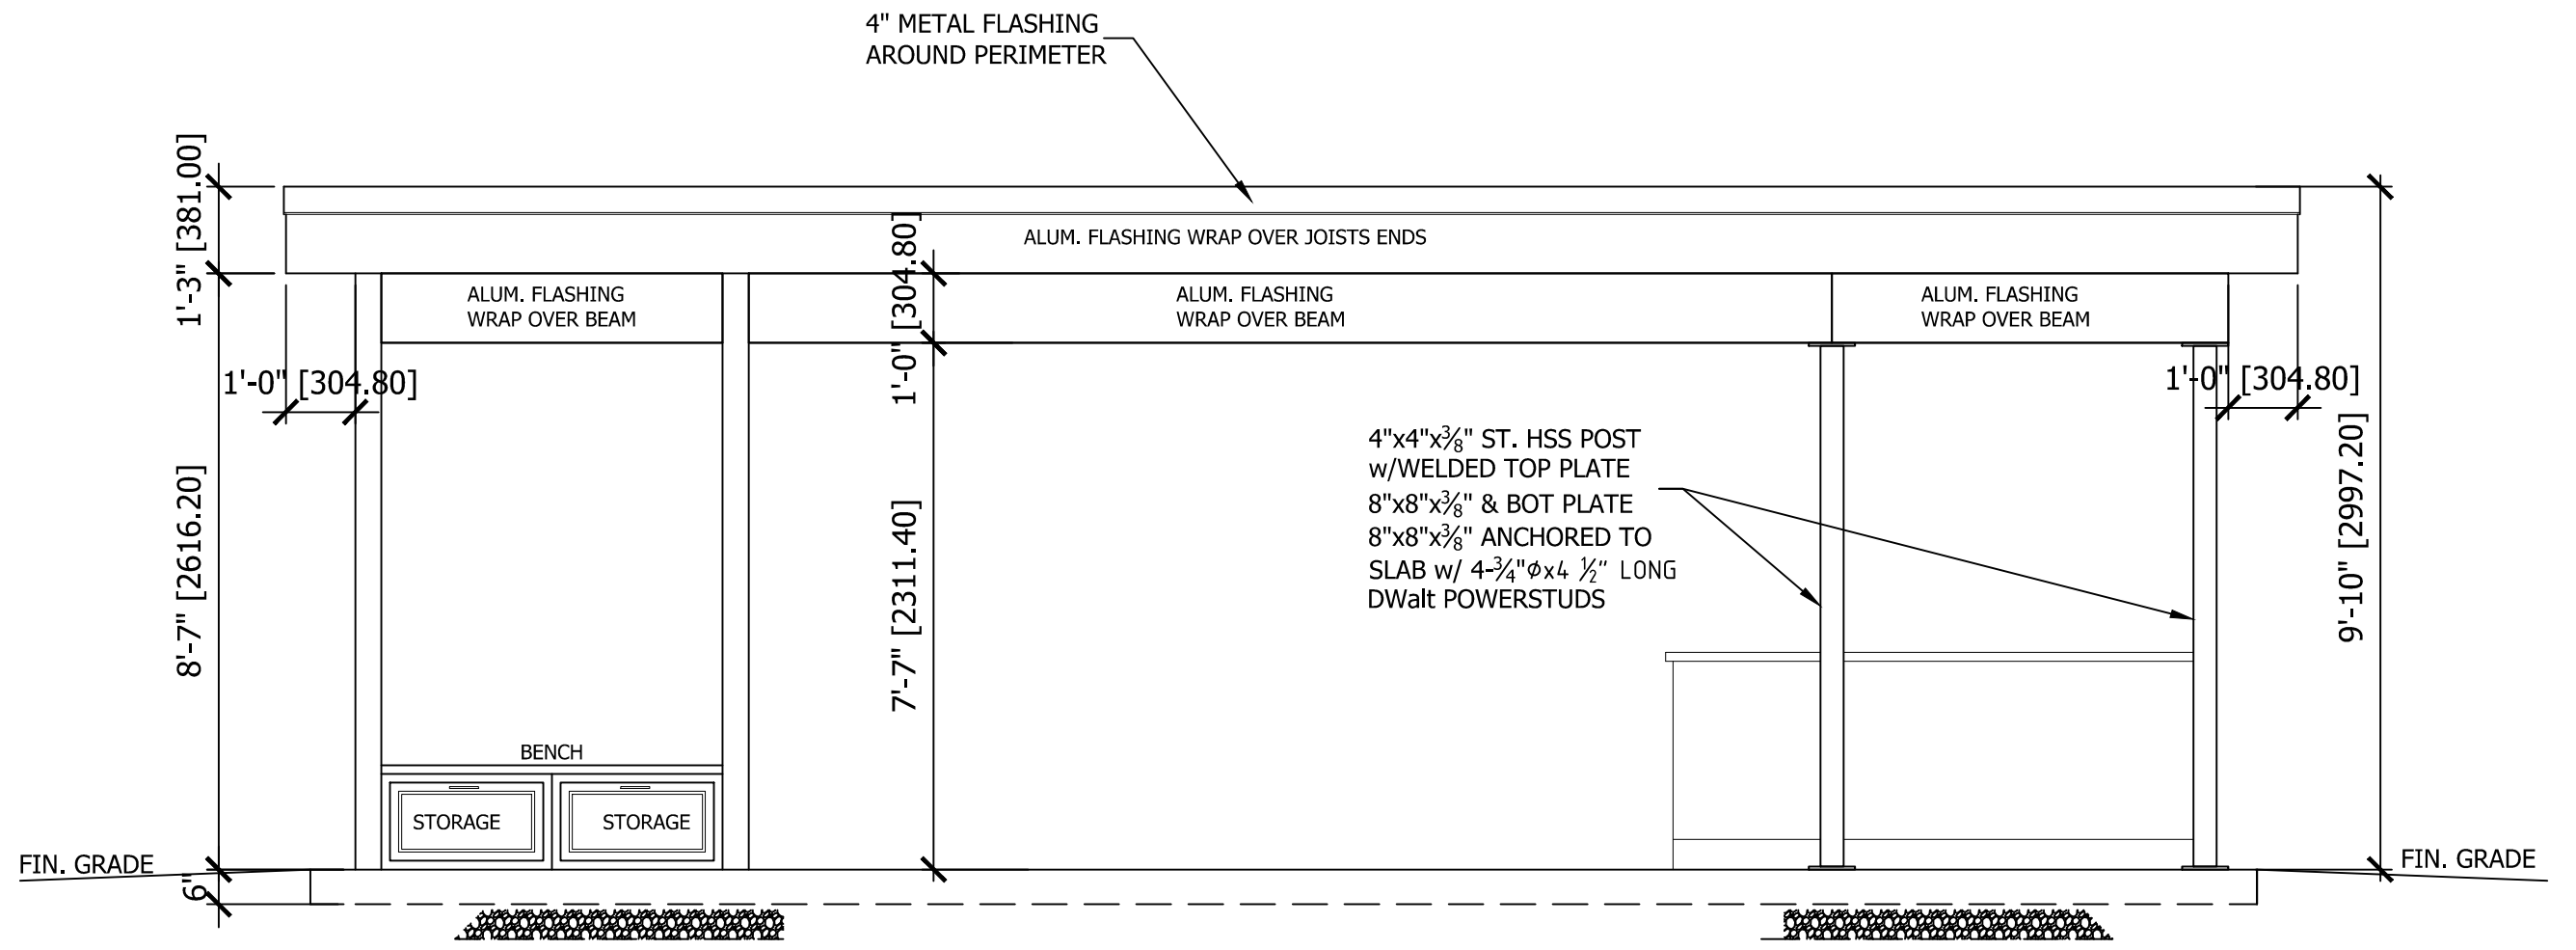 4" METAL FLASHING
AROUND PERIMETER
1'-3" [381.00]
ALUM. FLASHING WRAP OVER JOISTS ENDS
1'-0" [304.80]
ALUM. FLASHING
WRAP OVER BEAM
ALUM. FLASHING
WRAP OVER BEAM
ALUM. FLASHING
WRAP OVER BEAM
1'-0" [304.80]
1'-0" [304.80]
8'-7" [2616.20]
7'-7" [2311.40]
4"x4"x⅜" ST. HSS POST
w/WELDED TOP PLATE
8"x8"x⅜" & BOT PLATE
8"x8"x⅜" ANCHORED TO
SLAB w/ 4-¾"ϕx4 ½" LONG
DWalt POWERSTUDS
9'-10" [2997.20]
BENCH
STORAGE
STORAGE
FIN. GRADE
FIN. GRADE
6"